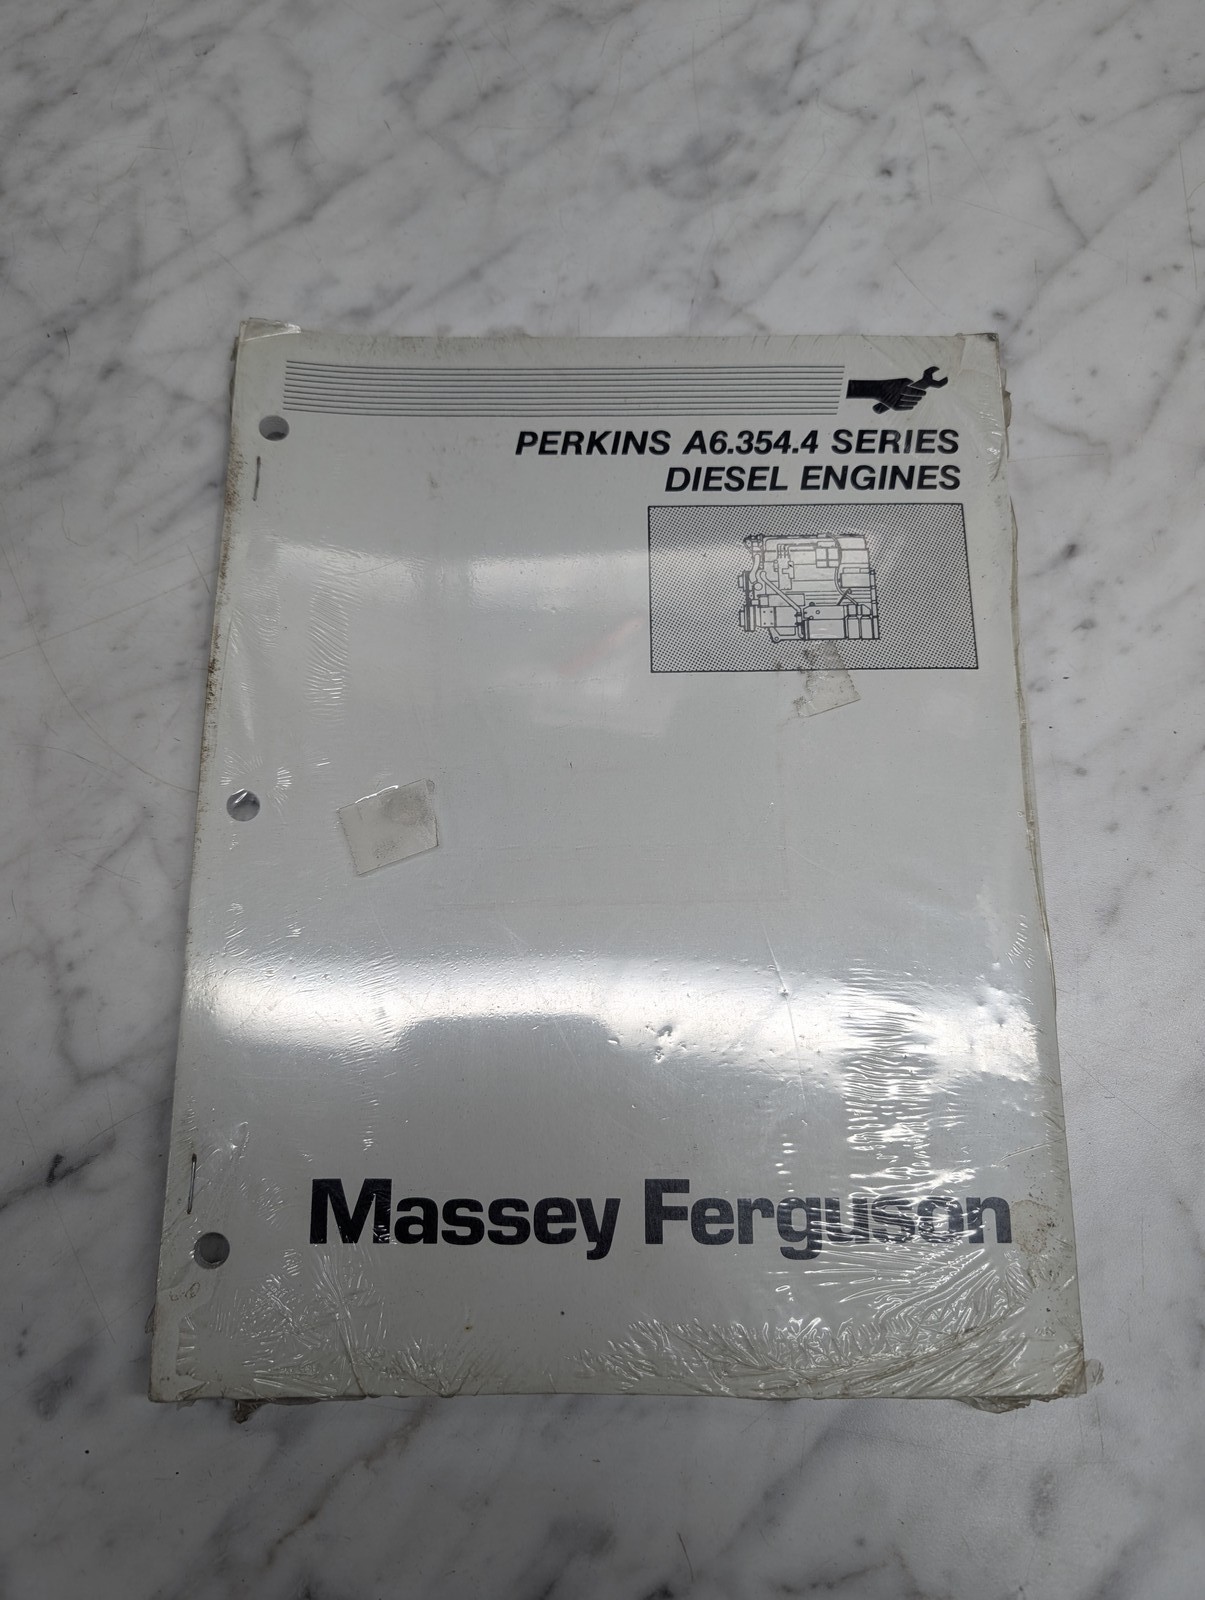 PERKINS A6.354.4 SERIES
DIESEL ENGINES
Massey Ferguson